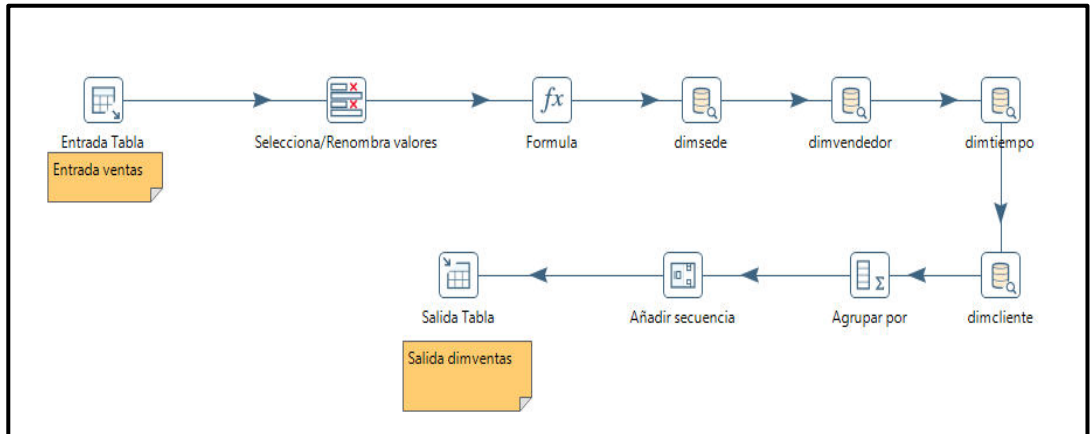 Entrada Tabla
Selecciona/Renombra valores
fx
Formula
dimsede
dimvendedor
dimtiempo
Entrada ventas
Salida Tabla
Añadir secuencia
Σ
Agrupar por
dimcliente
Salida dimventas